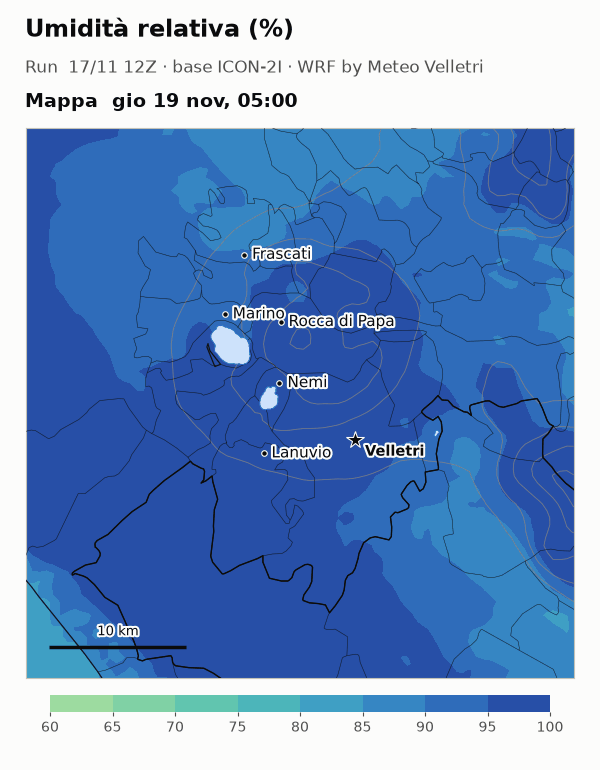 Umidità relativa (%)
Run  17/11 12Z · base ICON-2I · WRF by Meteo Velletri
Mappa  gio 19 nov, 05:00
Frascati
Marino
Rocca di Papa
Nemi
Velletri
Lanuvio
10 km
60 65 70 75 80 85 90 95 100